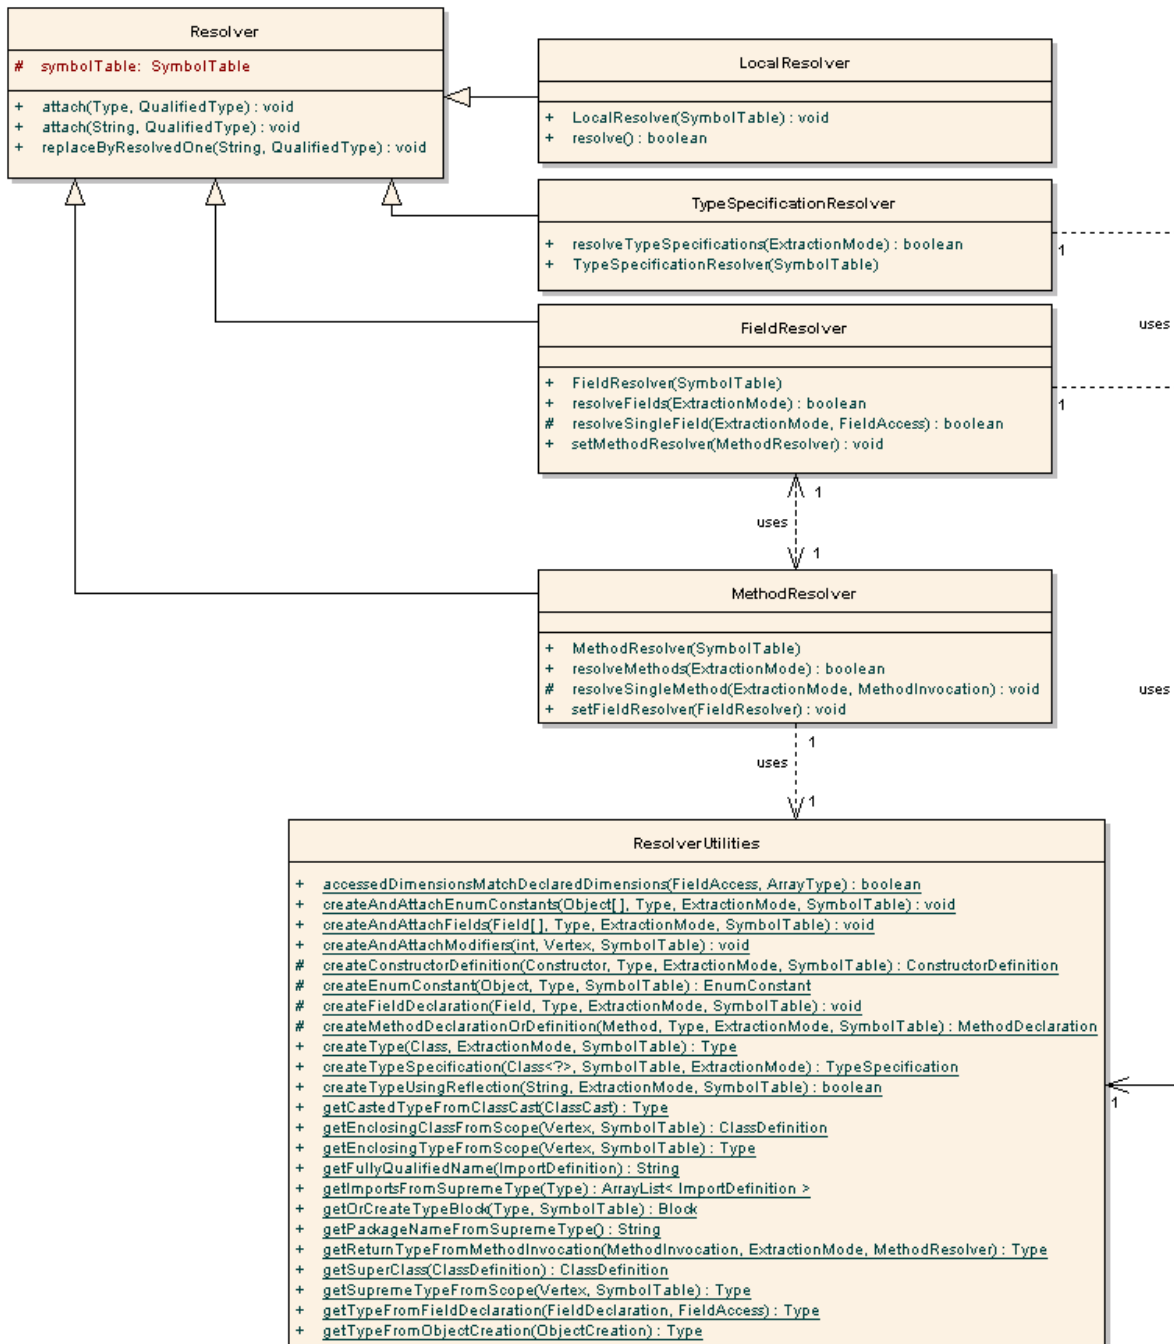 Resolver
# symbolTable: SymbolTable
+ attach(Type, QualifiedType) : void
+ attach(String, QualifiedType) : void
+ replaceByResolvedOne(String, QualifiedType) : void
LocalResolver
+ LocalResolver(SymbolTable) : void
+ resolve() : boolean
TypeSpecificationResolver
+ resolveTypeSpecifications(ExtractionMode) : boolean
+ TypeSpecificationResolver(SymbolTable)
1
uses
FieldResolver
+ FieldResolver(SymbolTable)
+ resolveFields(ExtractionMode) : boolean
# resolveSingleField(ExtractionMode, FieldAccess) : boolean
+ setMethodResolver(MethodResolver) : void
1
1
uses
1
MethodResolver
+ MethodResolver(SymbolTable)
+ resolveMethods(ExtractionMode) : boolean
# resolveSingleMethod(ExtractionMode, MethodInvocation) : void
+ setFieldResolver(FieldResolver) : void
uses
1
uses
1
ResolverUtilities
+ accessedDimensionsMatchDeclaredDimensions(FieldAccess, ArrayType) : boolean
+ createAndAttachEnumConstants(Object[], Type, ExtractionMode, SymbolTable) : void
+ createAndAttachFields(Field[], Type, ExtractionMode, SymbolTable) : void
+ createAndAttachModifiers(int, Vertex, SymbolTable) : void
# createConstructorDefinition(Constructor, Type, ExtractionMode, SymbolTable) : ConstructorDefinition
# createEnumConstant(Object, Type, SymbolTable) : EnumConstant
# createFieldDeclaration(Field, Type, ExtractionMode, SymbolTable) : void
# createMethodDeclarationOrDefinition(Method, Type, ExtractionMode, SymbolTable) : MethodDeclaration
+ createType(Class, ExtractionMode, SymbolTable) : Type
+ createTypeSpecification(Class<?>, SymbolTable, ExtractionMode) : TypeSpecification
+ createTypeUsingReflection(String, ExtractionMode, SymbolTable) : boolean
+ getCastedTypeFromClassCast(ClassCast) : Type
+ getEnclosingClassFromScope(Vertex, SymbolTable) : ClassDefinition
+ getEnclosingTypeFromScope(Vertex, SymbolTable) : Type
+ getFullyQualifiedName(ImportDefinition) : String
+ getImportsFromSupremeType(Type) : ArrayList< ImportDefinition >
+ getOrCreateTypeBlock(Type, SymbolTable) : Block
+ getPackageNameFromSupremeType() : String
+ getReturnTypeFromMethodInvocation(MethodInvocation, ExtractionMode, MethodResolver) : Type
+ getSuperClass(ClassDefinition) : ClassDefinition
+ getSupremeTypeFromScope(Vertex, SymbolTable) : Type
+ getTypeFromFieldDeclaration(FieldDeclaration, FieldAccess) : Type
+ getTypeFromObjectCreation(ObjectCreation) : Type
1